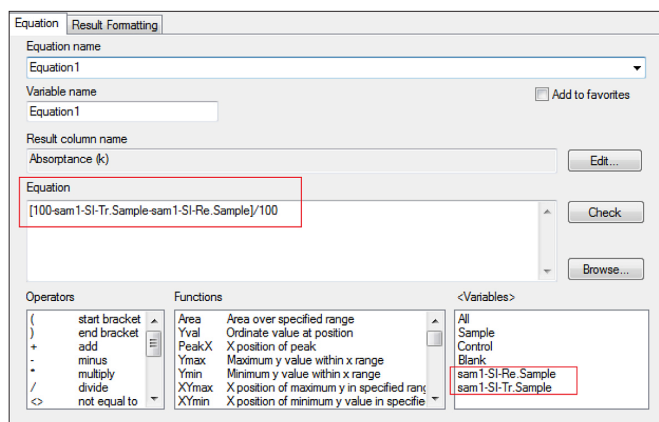 Equation Result Formatting
Equation name
Equation1
Variable name
Equation1
Add to favorites
Result column name
Absorptance (k)
Edit...
Equation
[100-sam1-SI-Tr.Sample-sam1-SI-Re.Sample]/100
Check
Browse...
Operators
( start bracket
) end bracket
+ add
- minus
* multiply
/ divide
<> not equal to
Functions
Area Area over specified range
Yval Ordinate value at position
PeakX X position of peak
Ymax Maximum y value within x range
Ymin Minimum y value within x range
XYmax X position of maximum y in specified rang
XYmin X position of minimum y value in specifie
<Variables>
All
Sample
Control
Blank
sam1-SI-Re.Sample
sam1-SI-Tr.Sample